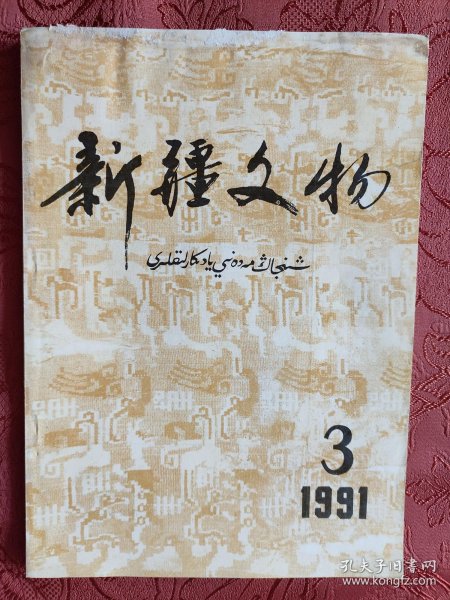 新疆文物
شىنجاڭ مەدەنىي يادىكارلىقلىرى
3
1991
孔夫子旧书网
www.kongfz.com